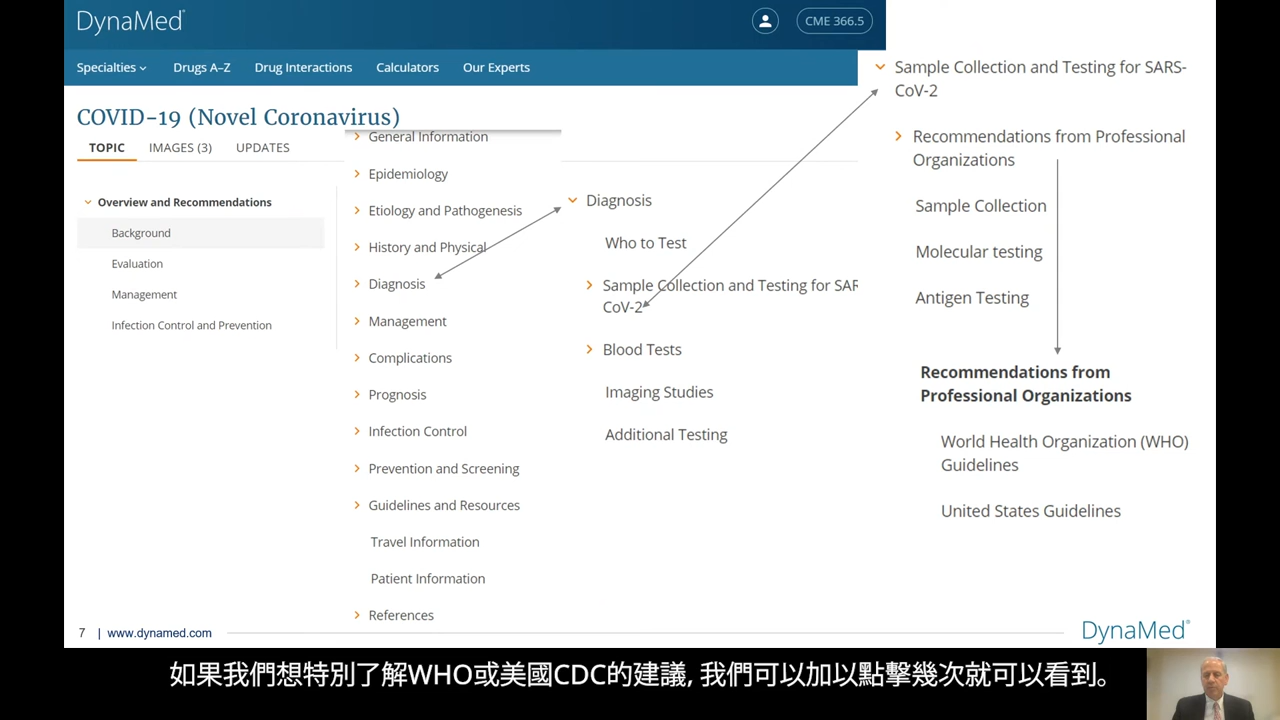 DynaMed
CME 366.5
Specialties
Drugs A–Z
Drug Interactions
Calculators
Our Experts
COVID-19 (Novel Coronavirus)
TOPIC
IMAGES (3)
UPDATES
Overview and Recommendations
Background
Evaluation
Management
Infection Control and Prevention
General Information
Epidemiology
Etiology and Pathogenesis
History and Physical
Diagnosis
Management
Complications
Prognosis
Infection Control
Prevention and Screening
Guidelines and Resources
Travel Information
Patient Information
References
Diagnosis
Who to Test
Sample Collection and Testing for SAR
CoV-2
Blood Tests
Imaging Studies
Additional Testing
Sample Collection and Testing for SARS-
CoV-2
Recommendations from Professional
Organizations
Sample Collection
Molecular testing
Antigen Testing
Recommendations from
Professional Organizations
World Health Organization (WHO)
Guidelines
United States Guidelines
7 | www.dynamed.com
DynaMed
如果我們想特別了解WHO或美國CDC的建議, 我們可以加以點擊幾次就可以看到。